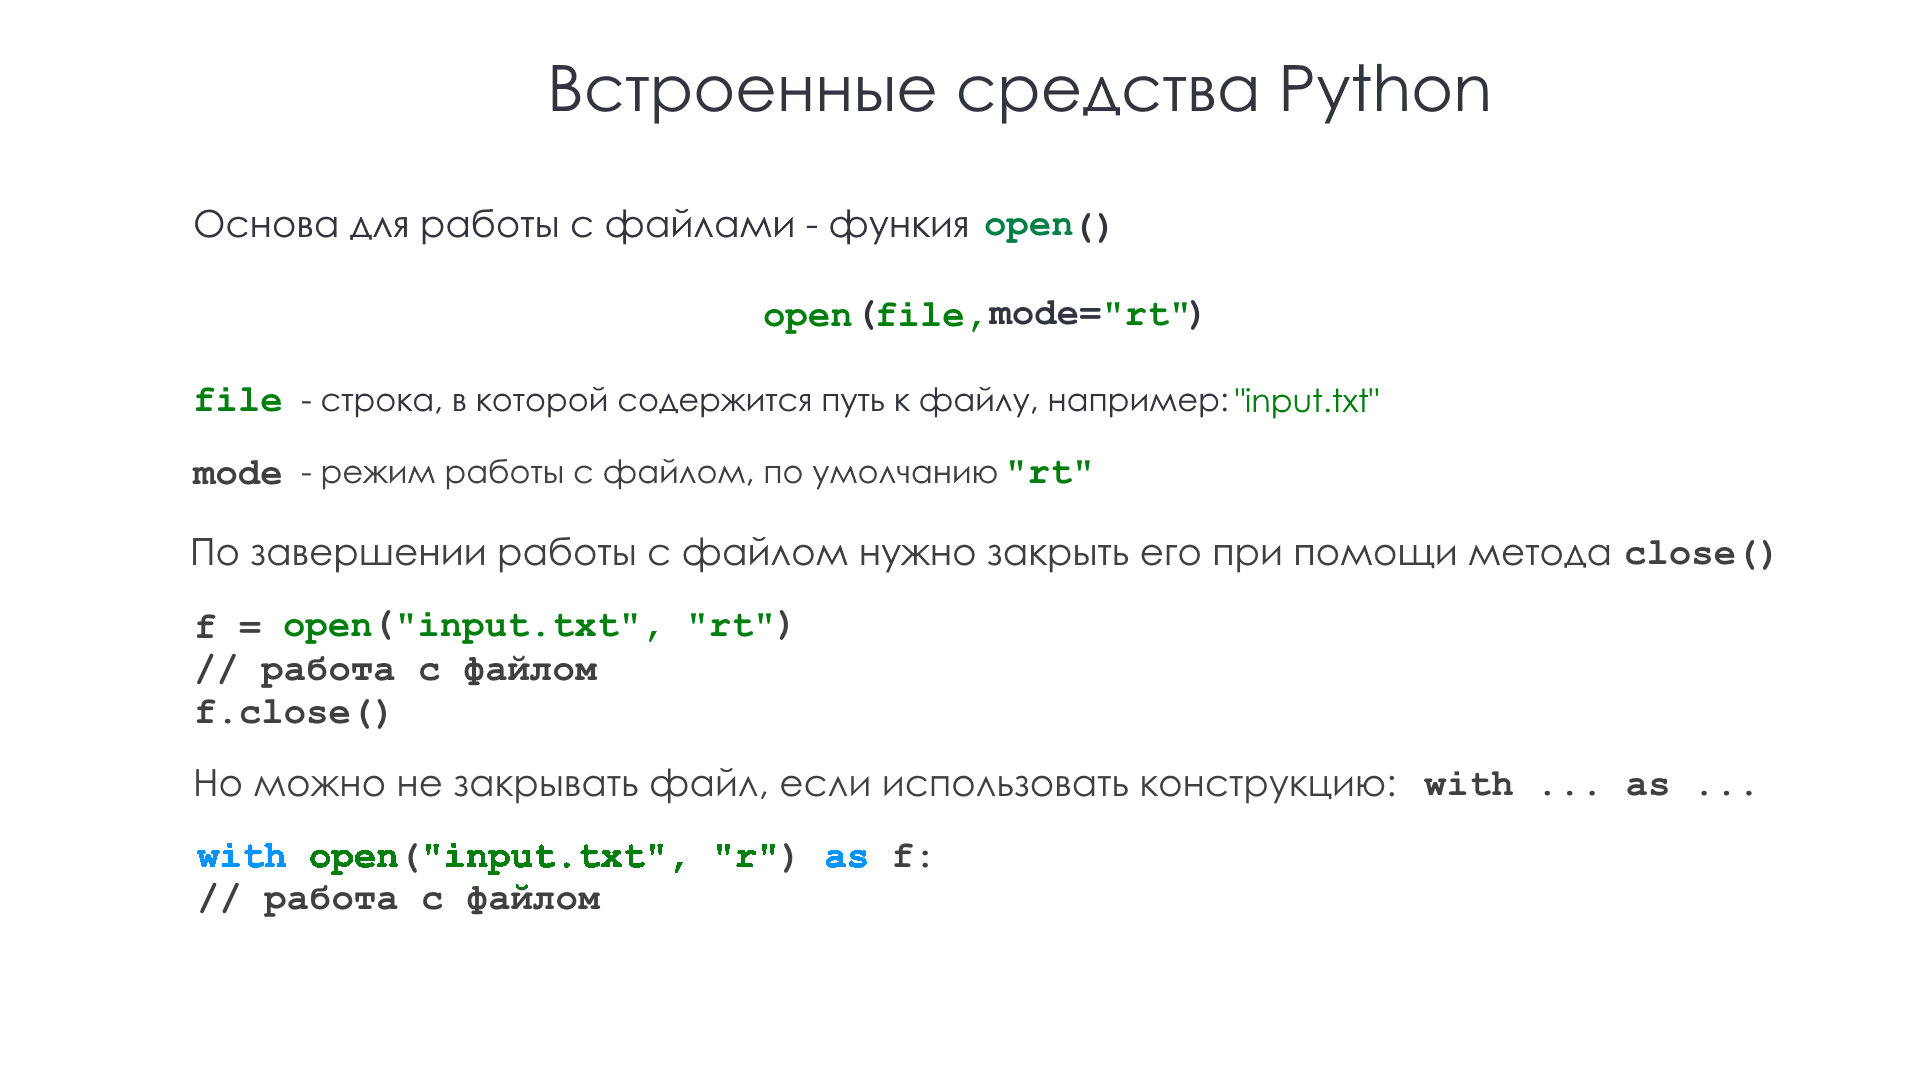 Встроенные средства Python
Основа для работы с файлами - функия open()
open(file,mode="rt")
file - строка, в которой содержится путь к файлу, например: "input.txt"
mode - режим работы с файлом, по умолчанию "rt"
По завершении работы с файлом нужно закрыть его при помощи метода close()
f = open("input.txt", "rt")
// работа с файлом
f.close()
Но можно не закрывать файл, если использовать конструкцию: with ... as ...
with open("input.txt", "r") as f:
// работа с файлом